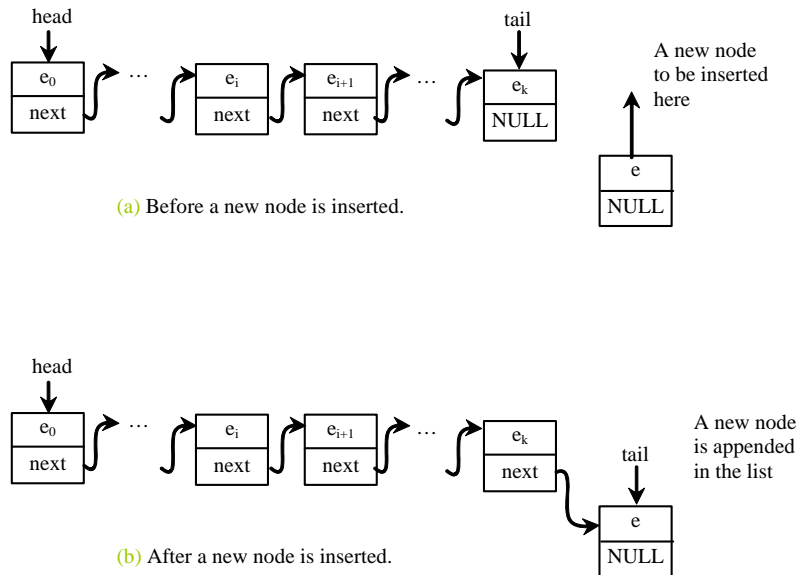 head
tail
e0 … ei ei+1 … ek
next next next NULL
A new node
to be inserted
here
e
NULL
(a) Before a new node is inserted.
head
e0 … ei ei+1 … ek
next next next next
tail
A new node
is appended
in the list
e
NULL
(b) After a new node is inserted.